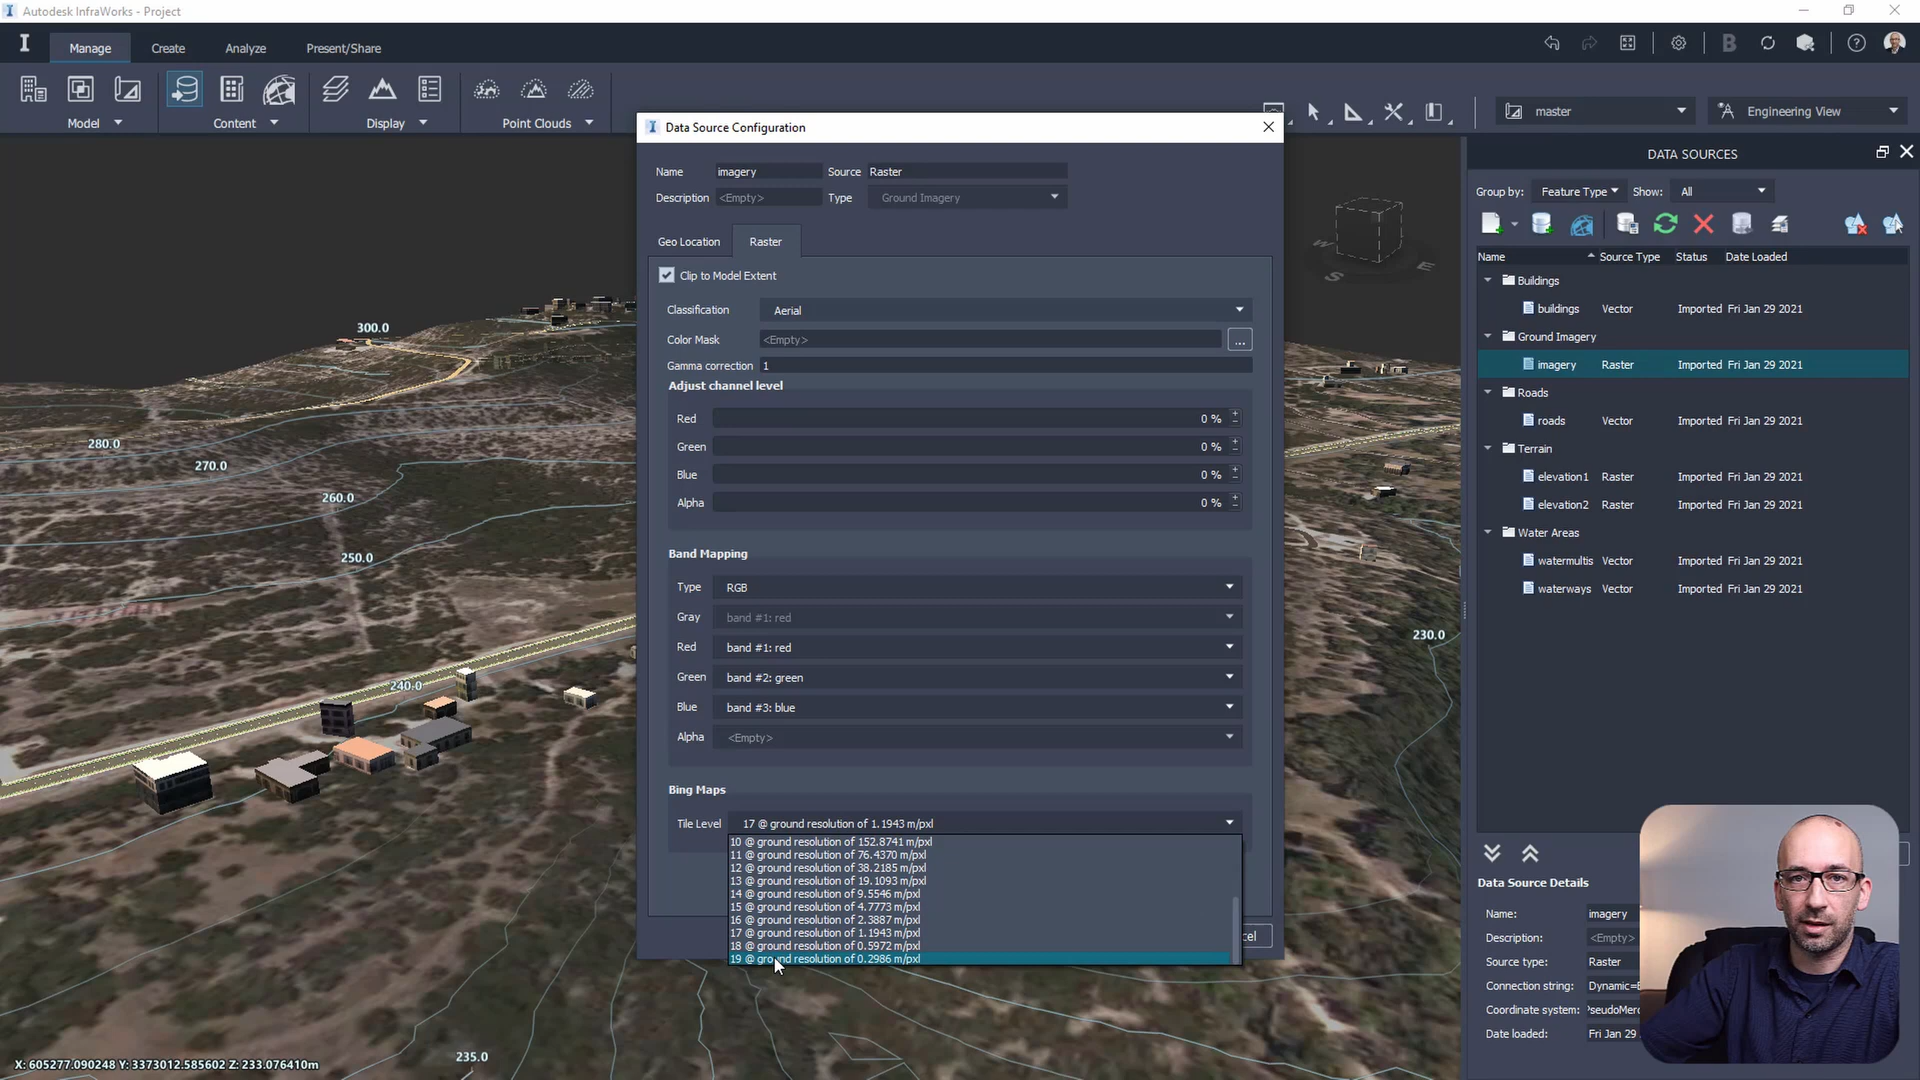 Autodesk InfraWorks - Project
I Manage Create Analyze Present/Share
Model Content Display Point Clouds
master Engineering View
300.0
280.0
270.0
260.0
250.0
240.0
230.0
235.0
X: 605277.090248 Y: 3373012.585602 Z: 233.076410m
W S E
Data Source Configuration
Name imagery Source Raster
Description <Empty> Type Ground Imagery
Geo Location Raster
Clip to Model Extent
Classification Aerial
Color Mask <Empty> ...
Gamma correction 1
Adjust channel level
Red 0 %
Green 0 %
Blue 0 %
Alpha 0 %
Band Mapping
Type RGB
Gray band #1: red
Red band #1: red
Green band #2: green
Blue band #3: blue
Alpha <Empty>
Bing Maps
Tile Level 17 @ ground resolution of 1.1943 m/pxl
10 @ ground resolution of 152.8741 m/pxl
11 @ ground resolution of 76.4370 m/pxl
12 @ ground resolution of 38.2185 m/pxl
13 @ ground resolution of 19.1093 m/pxl
14 @ ground resolution of 9.5546 m/pxl
15 @ ground resolution of 4.7773 m/pxl
16 @ ground resolution of 2.3887 m/pxl
17 @ ground resolution of 1.1943 m/pxl
18 @ ground resolution of 0.5972 m/pxl
19 @ ground resolution of 0.2986 m/pxl
cel
DATA SOURCES
Group by: Feature Type Show: All
Name Source Type Status Date Loaded
Buildings
buildings Vector Imported Fri Jan 29 2021
Ground Imagery
imagery Raster Imported Fri Jan 29 2021
Roads
roads Vector Imported Fri Jan 29 2021
Terrain
elevation1 Raster Imported Fri Jan 29 2021
elevation2 Raster Imported Fri Jan 29 2021
Water Areas
watermultis Vector Imported Fri Jan 29 2021
waterways Vector Imported Fri Jan 29 2021
Data Source Details
Name: imagery
Description: <Empty>
Source type: Raster
Connection string: Dynamic=
Coordinate system: PseudoMerc
Date loaded: Fri Jan 29